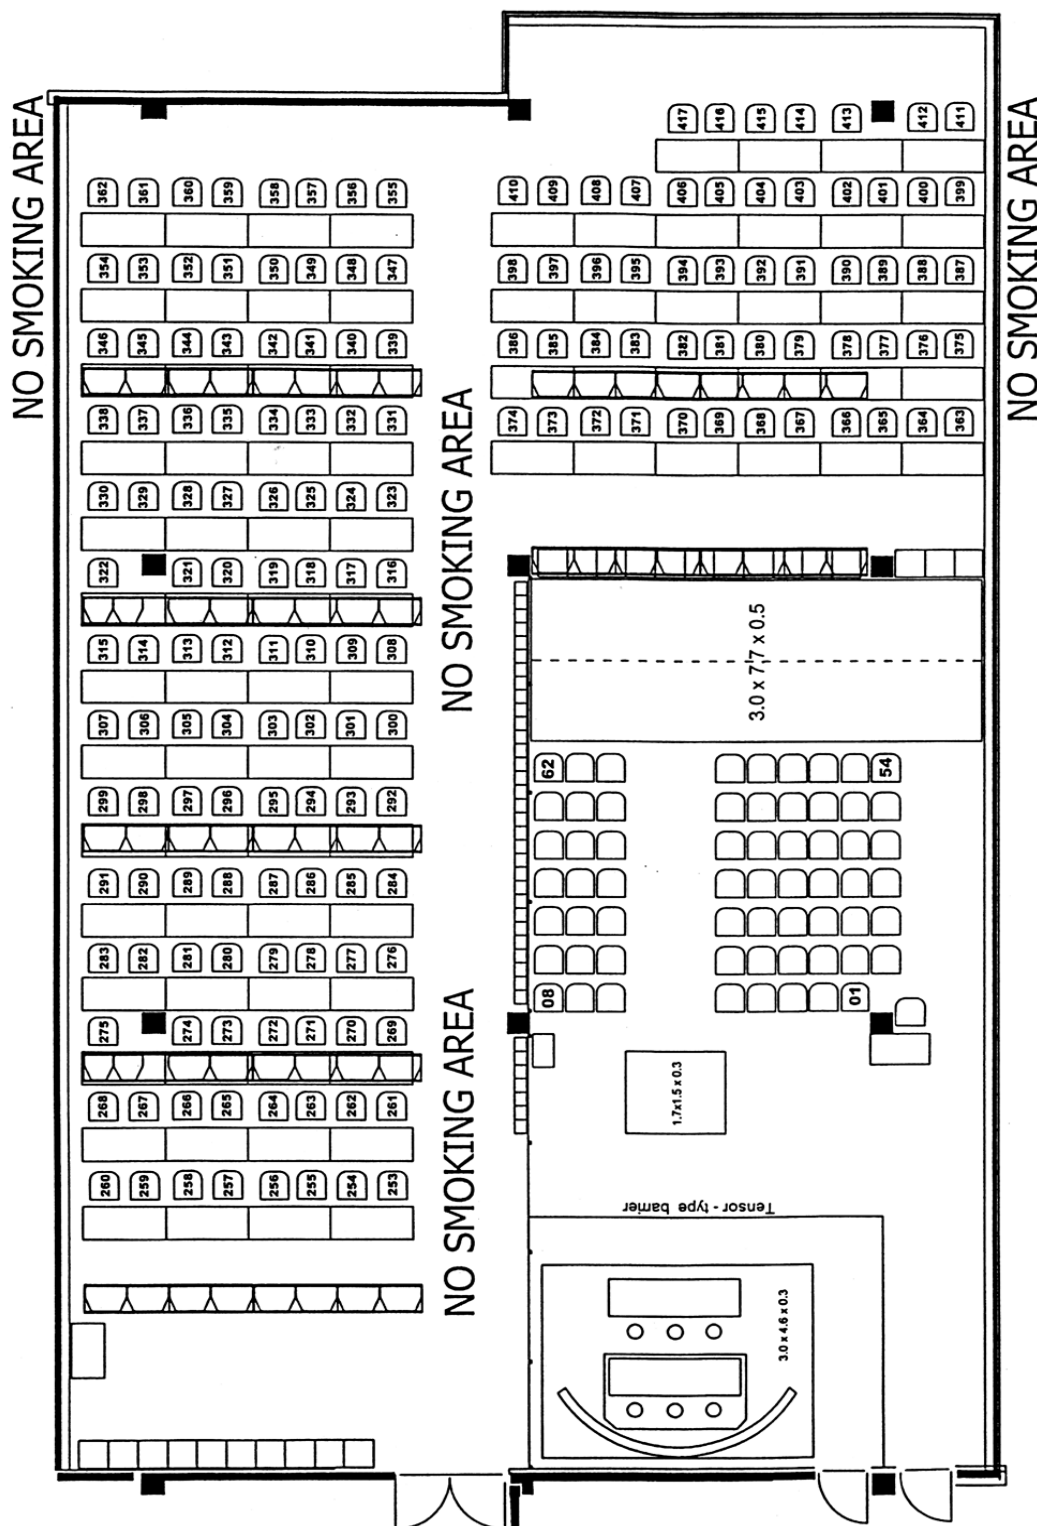 NO SMOKING AREA
NO SMOKING AREA
NO SMOKING AREA
NO SMOKING AREA
417 416 415 414 413 412 411
362 361 360 359 358 357 356 355
410 409 408 407 406 405 404 403 402 401 400 399
354 353 352 351 350 349 348 347
398 397 396 395 394 393 392 391 390 389 388 387
346 345 344 343 342 341 340 339
386 385 384 383 382 381 380 379 378 377 376 375
338 337 336 335 334 333 332 331
374 373 372 371 370 369 368 367 366 365 364 363
330 329 328 327 326 325 324 323
322 321 320 319 318 317 316
315 314 313 312 311 310 309 308
307 306 305 304 303 302 301 300
299 298 297 296 295 294 293 292
291 290 289 288 287 286 285 284
283 282 281 280 279 278 277 276
275 274 273 272 271 270 269
268 267 266 265 264 263 262 261
260 259 258 257 256 255 254 253
3.0 x 7.7 x 0.5
62 54
08 01
1.7x1.5 x 0.3
Tensor - type barrier
3.0 x 4.6 x 0.3